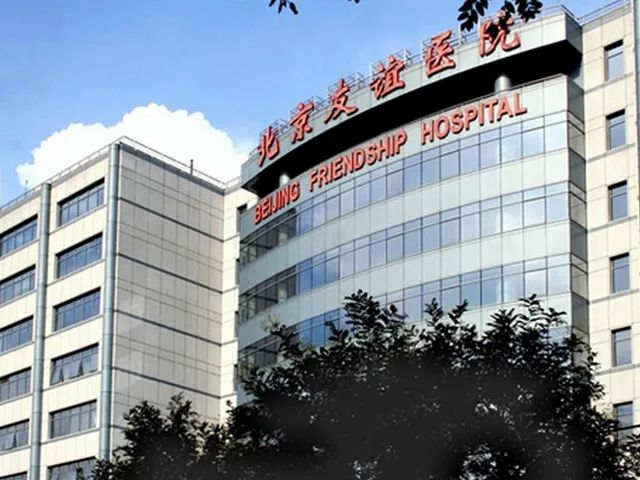 北京友谊医院
BEIJING FRIENDSHIP HOSPITAL